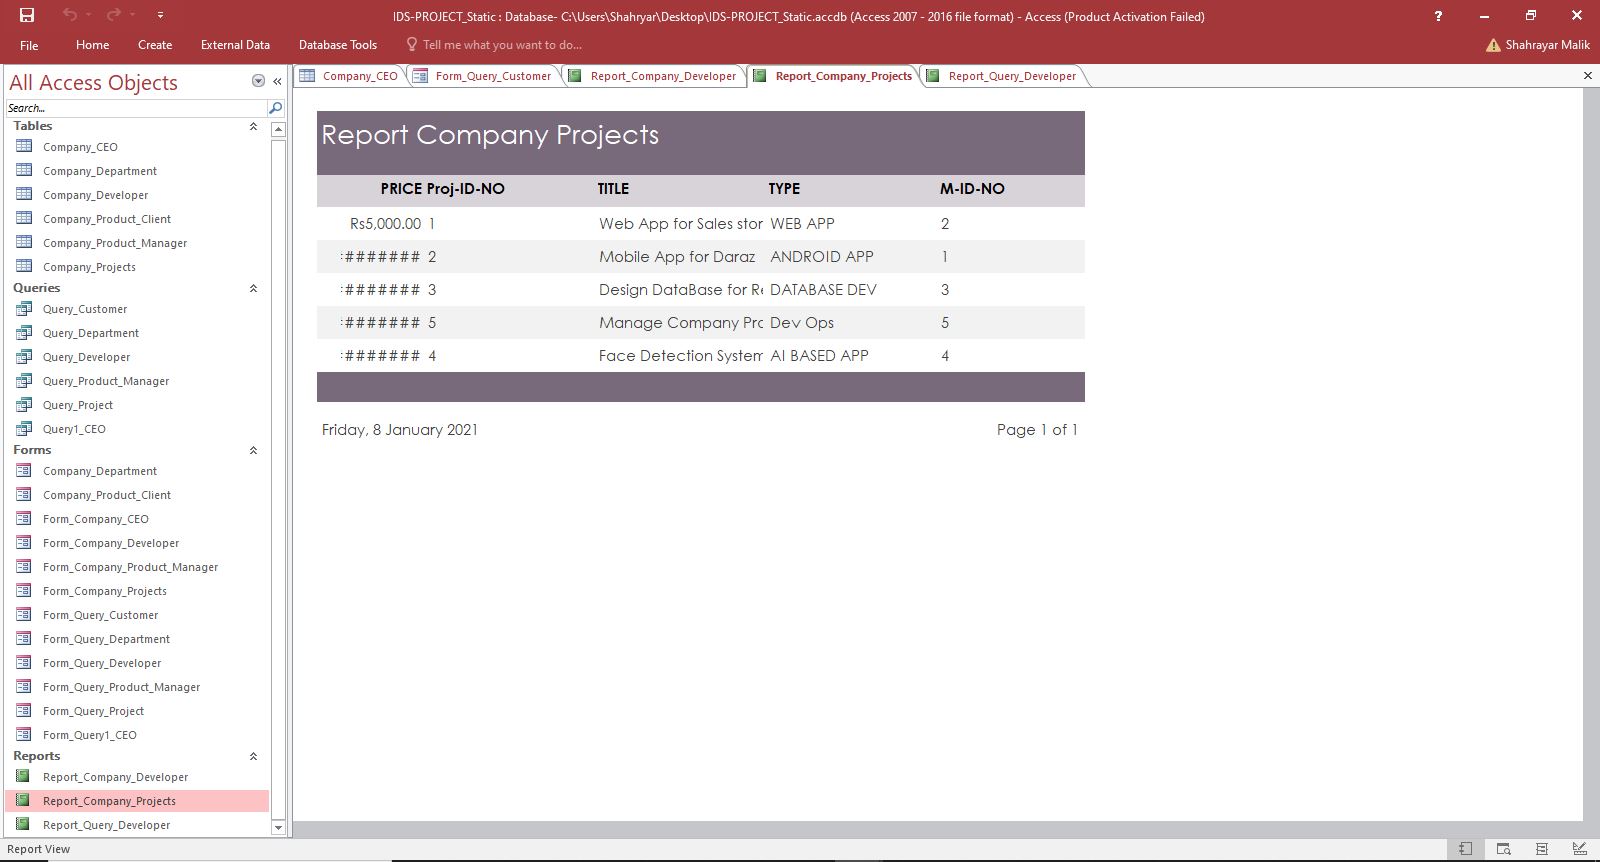 IDS-PROJECT_Static : Database- C:\Users\Shahryar\Desktop\IDS-PROJECT_Static.accdb (Access 2007 - 2016 file format) - Access (Product Activation Failed)
?
File Home Create External Data Database Tools Tell me what you want to do... Shahrayar Malik
All Access Objects
Search...
Tables
Company_CEO
Company_Department
Company_Developer
Company_Product_Client
Company_Product_Manager
Company_Projects
Queries
Query_Customer
Query_Department
Query_Developer
Query_Product_Manager
Query_Project
Query1_CEO
Forms
Company_Department
Company_Product_Client
Form_Company_CEO
Form_Company_Developer
Form_Company_Product_Manager
Form_Company_Projects
Form_Query_Customer
Form_Query_Department
Form_Query_Developer
Form_Query_Product_Manager
Form_Query_Project
Form_Query1_CEO
Reports
Report_Company_Developer
Report_Company_Projects
Report_Query_Developer
Company_CEO Form_Query_Customer Report_Company_Developer Report_Company_Projects Report_Query_Developer
Report Company Projects
PRICE Proj-ID-NO TITLE TYPE M-ID-NO
Rs5,000.00 1 Web App for Sales stor WEB APP 2
######## 2 Mobile App for Daraz ANDROID APP 1
######## 3 Design DataBase for Re DATABASE DEV 3
######## 5 Manage Company Prc Dev Ops 5
######## 4 Face Detection System AI BASED APP 4
Friday, 8 January 2021 Page 1 of 1
Report View